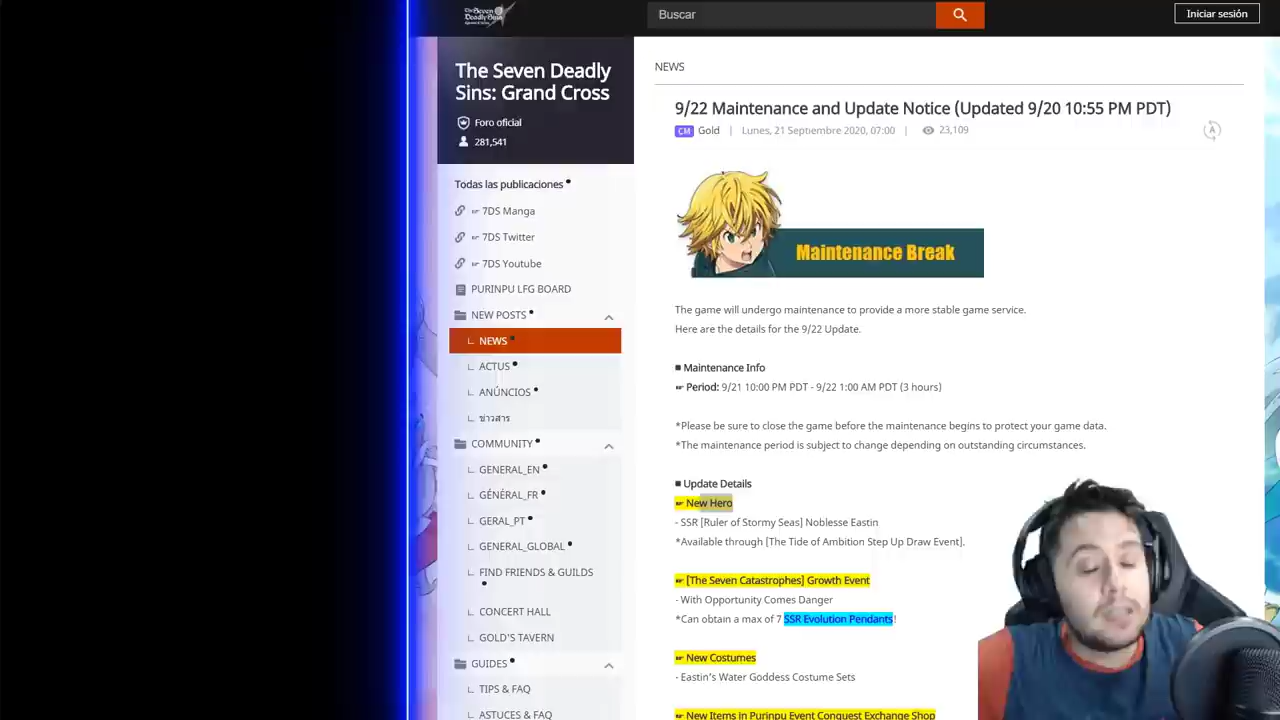 The Seven
Deadly Sins
Buscar
Iniciar sesión
The Seven Deadly
Sins: Grand Cross
Foro oficial
281,541
Todas las publicaciones
7DS Manga
7DS Twitter
7DS Youtube
PURINPU LFG BOARD
NEW POSTS
NEWS
ACTUS
ANÚNCIOS
ข่าวสาร
COMMUNITY
GENERAL_EN
GÉNÉRAL_FR
GERAL_PT
GENERAL_GLOBAL
FIND FRIENDS & GUILDS
CONCERT HALL
GOLD'S TAVERN
GUIDES
TIPS & FAQ
ASTUCES & FAQ
NEWS
9/22 Maintenance and Update Notice (Updated 9/20 10:55 PM PDT)
CM Gold | Lunes, 21 Septiembre 2020, 07:00 | 23,109
A
Maintenance Break
The game will undergo maintenance to provide a more stable game service.
Here are the details for the 9/22 Update.
■ Maintenance Info
☞ Period: 9/21 10:00 PM PDT - 9/22 1:00 AM PDT (3 hours)
*Please be sure to close the game before the maintenance begins to protect your game data.
*The maintenance period is subject to change depending on outstanding circumstances.
■ Update Details
☞ New Hero
- SSR [Ruler of Stormy Seas] Noblesse Eastin
*Available through [The Tide of Ambition Step Up Draw Event].
☞ [The Seven Catastrophes] Growth Event
- With Opportunity Comes Danger
*Can obtain a max of 7 SSR Evolution Pendants!
☞ New Costumes
- Eastin's Water Goddess Costume Sets
☞ New Items in Purinpu Event Conquest Exchange Shop